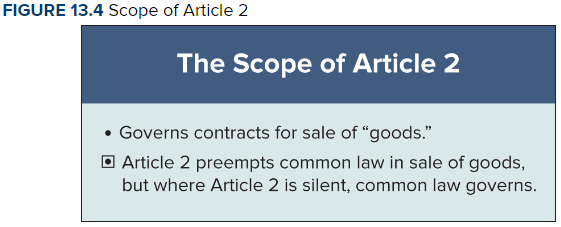 FIGURE 13.4 Scope of Article 2
The Scope of Article 2
• Governs contracts for sale of “goods.”
▣ Article 2 preempts common law in sale of goods,
but where Article 2 is silent, common law governs.